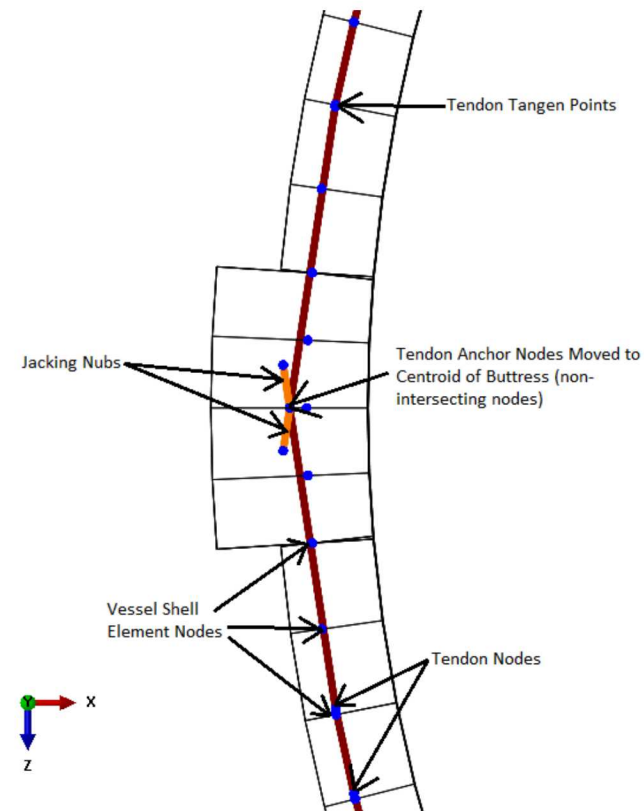 Tendon Tangen Points
Jacking Nubs
Tendon Anchor Nodes Moved to
Centroid of Buttress (non-
intersecting nodes)
Vessel Shell
Element Nodes
Tendon Nodes
Y
X
Z